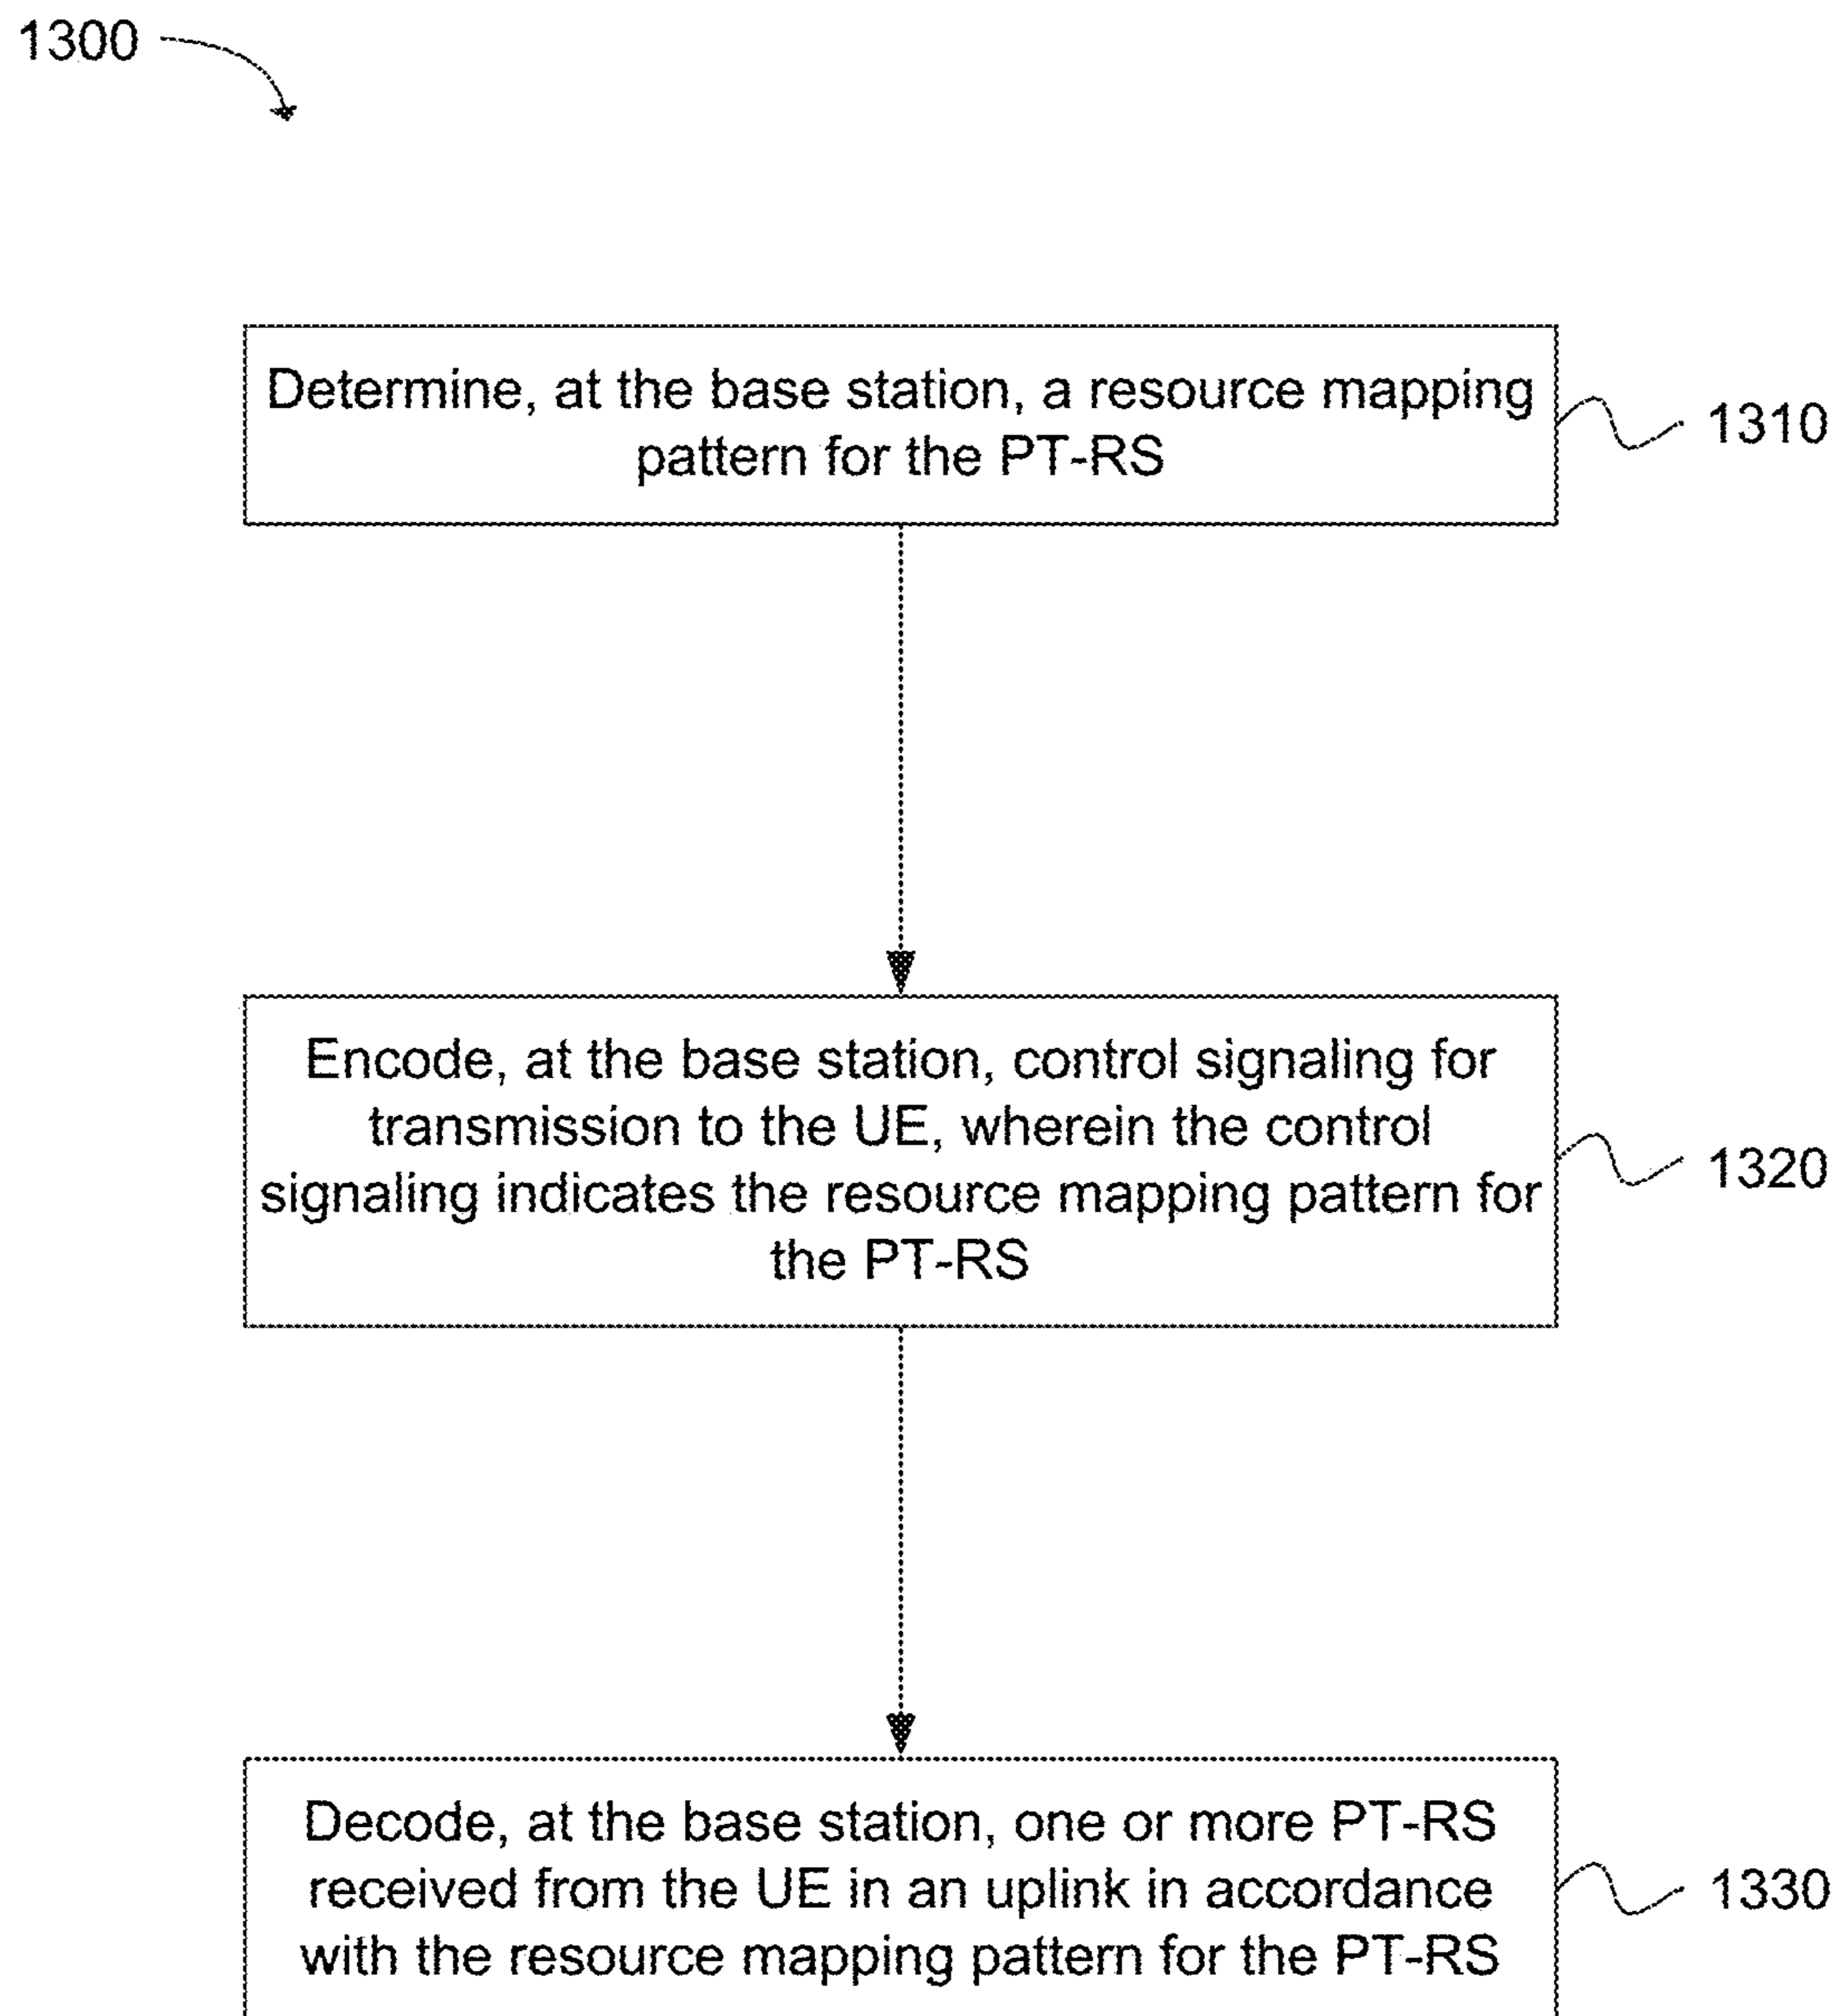 1300
Determine, at the base station, a resource mapping
pattern for the PT-RS
1310
Encode, at the base station, control signaling for
transmission to the UE, wherein the control
signaling indicates the resource mapping pattern for
the PT-RS
1320
Decode, at the base station, one or more PT-RS
received from the UE in an uplink in accordance
with the resource mapping pattern for the PT-RS
1330